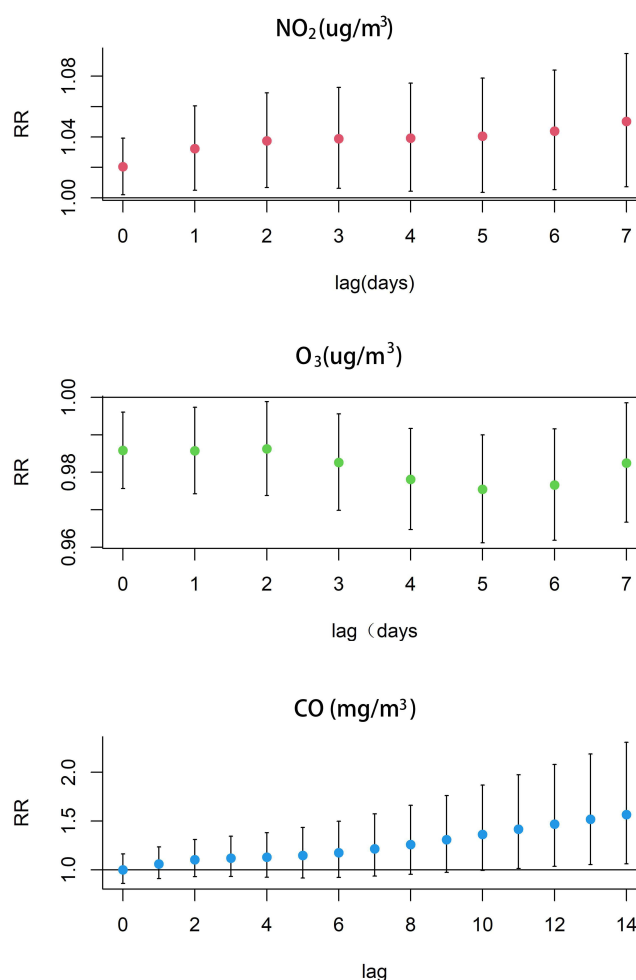 NO₂(ug/m³)
RR
1.00 1.04 1.08
0 1 2 3 4 5 6 7
lag(days)
O₃(ug/m³)
RR
0.96 0.98 1.00
0 1 2 3 4 5 6 7
lag（days
CO (mg/m³)
RR
1.0 1.5 2.0
0 2 4 6 8 10 12 14
lag